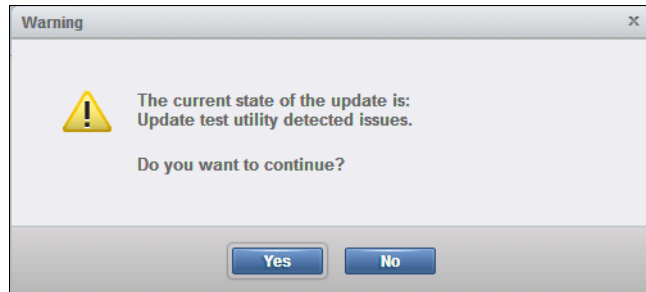 Warning
x
The current state of the update is:
Update test utility detected issues.
Do you want to continue?
Yes
No